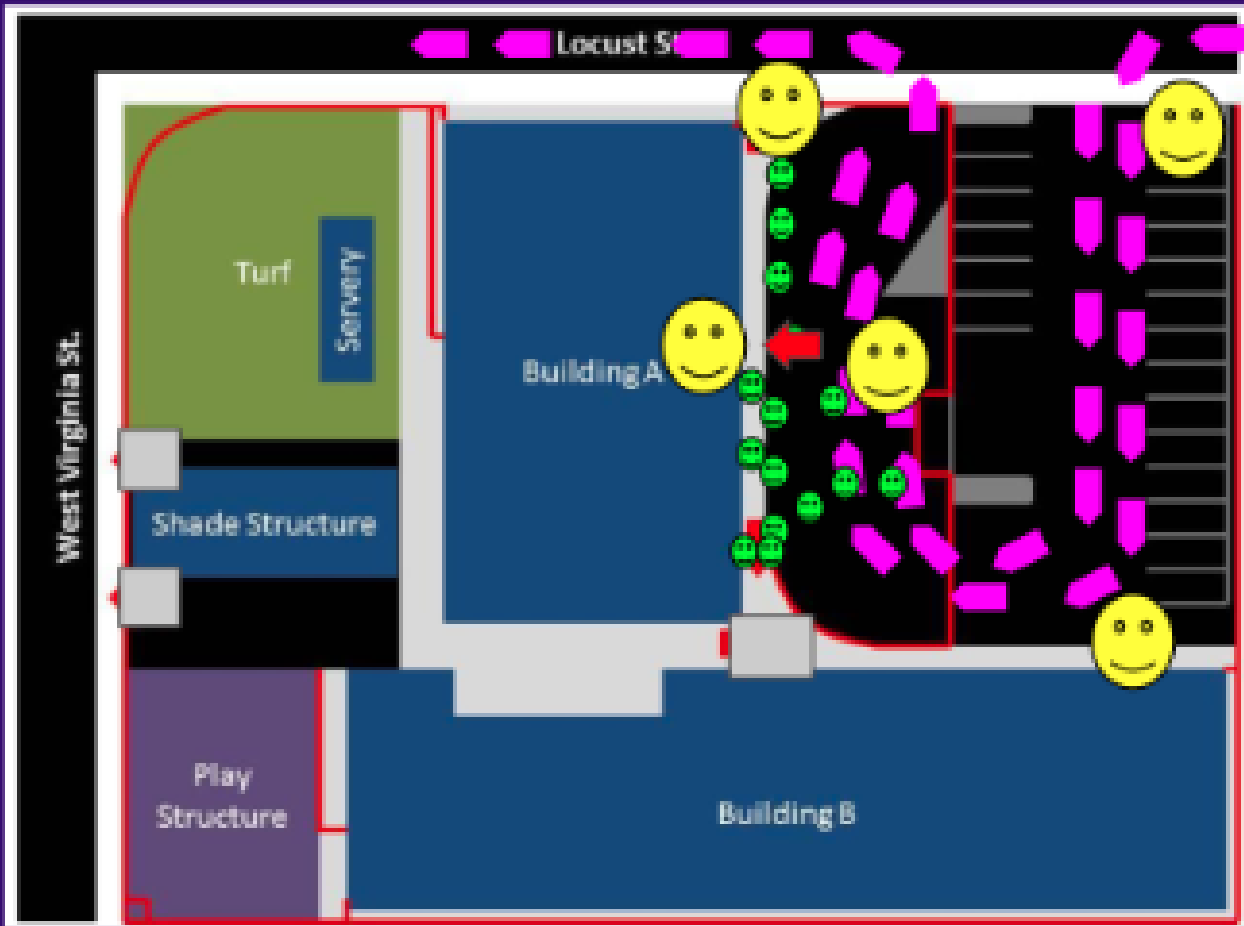 Locust St
Turf
Servery
Building A
West Virginia St.
Shade Structure
Play
Structure
Building B